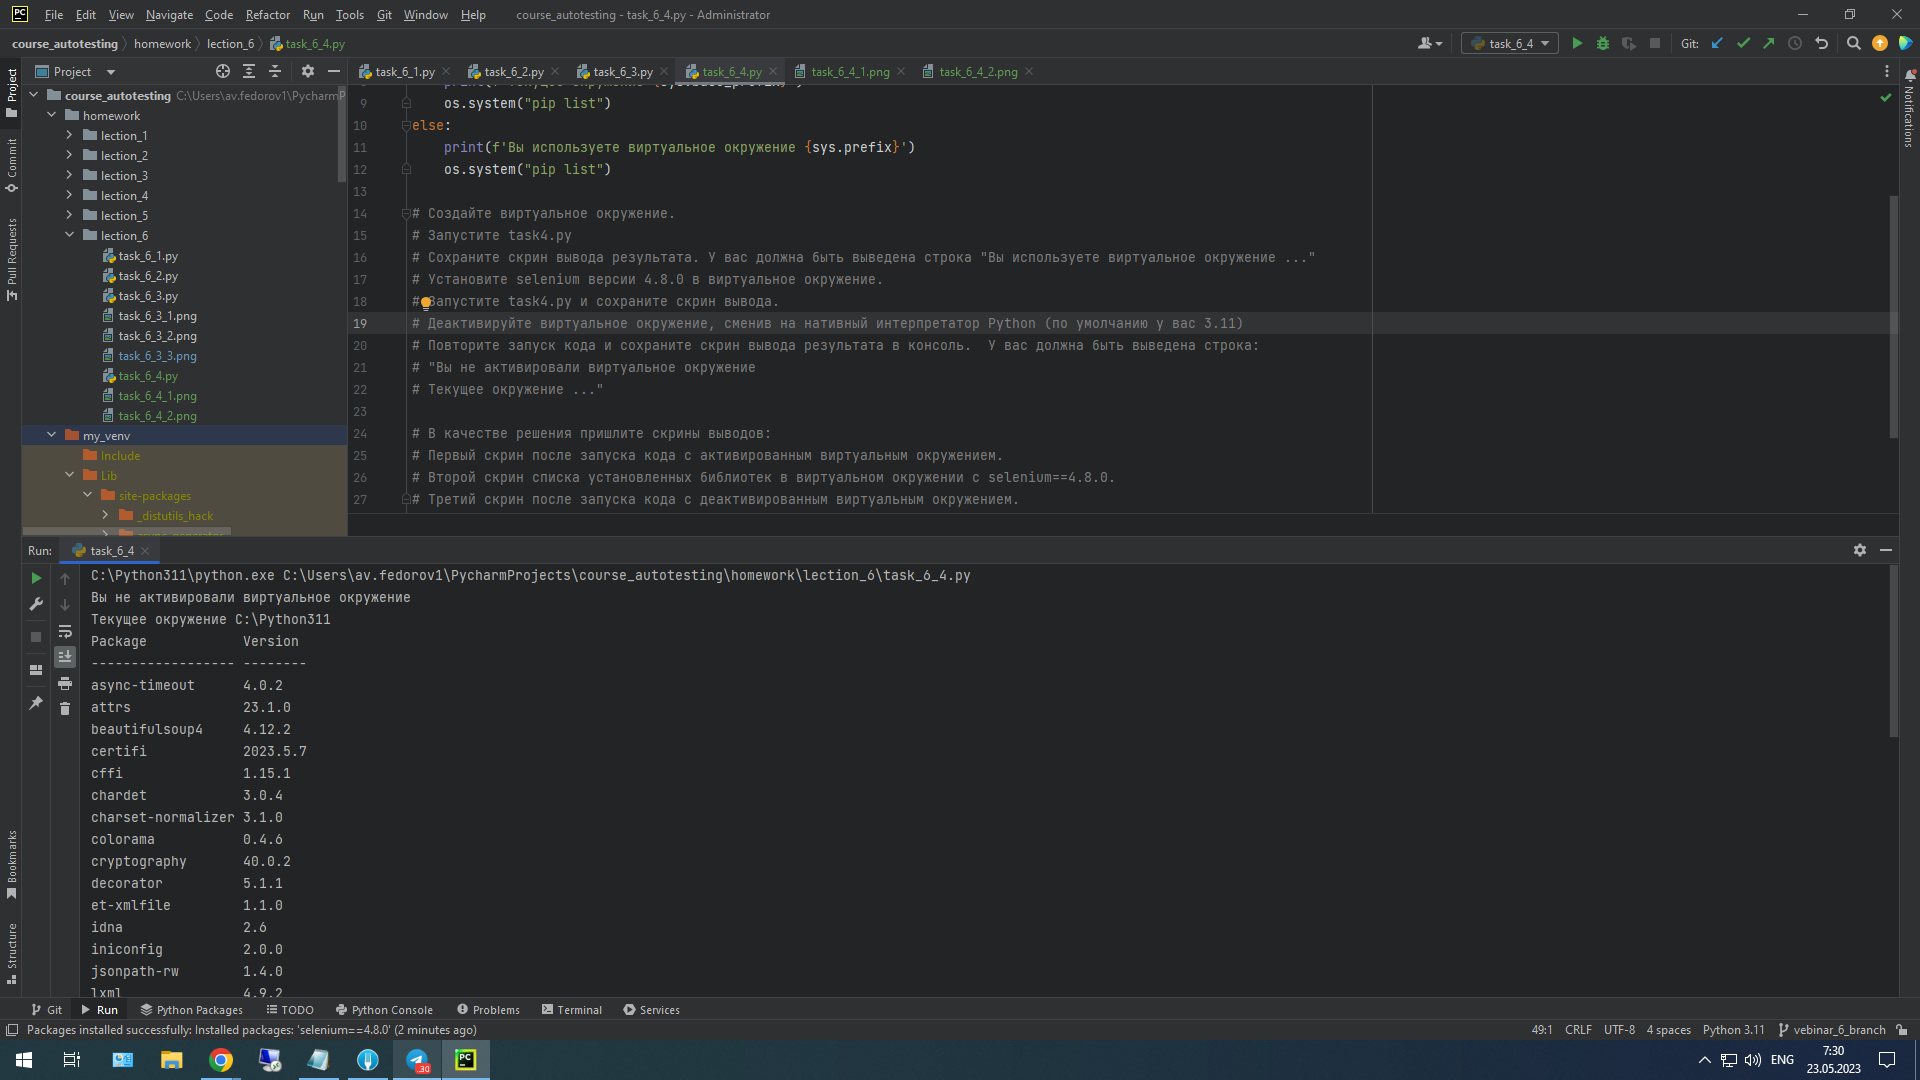 PC File Edit View Navigate Code Refactor Run Tools Git Window Help course_autotesting - task_6_4.py - Administrator
course_autotesting homework lection_6 task_6_4.py task_6_4 Git:
Project task_6_1.py task_6_2.py task_6_3.py task_6_4.py task_6_4_1.png task_6_4_2.png
Project
Commit
Pull Requests
Bookmarks
Structure
Notifications
course_autotesting C:\Users\av.fedorov1\PycharmP
homework
lection_1
lection_2
lection_3
lection_4
lection_5
lection_6
task_6_1.py
task_6_2.py
task_6_3.py
task_6_3_1.png
task_6_3_2.png
task_6_3_3.png
task_6_4.py
task_6_4_1.png
task_6_4_2.png
my_venv
Include
Lib
site-packages
_distutils_hack
9 os.system("pip list")
10 else:
11 print(f'Вы используете виртуальное окружение {sys.prefix}')
12 os.system("pip list")
13
14 # Создайте виртуальное окружение.
15 # Запустите task4.py
16 # Сохраните скрин вывода результата. У вас должна быть выведена строка "Вы используете виртуальное окружение ..."
17 # Установите selenium версии 4.8.0 в виртуальное окружение.
18 # Запустите task4.py и сохраните скрин вывода.
19 # Деактивируйте виртуальное окружение, сменив на нативный интерпретатор Python (по умолчанию у вас 3.11)
20 # Повторите запуск кода и сохраните скрин вывода результата в консоль.  У вас должна быть выведена строка:
21 # "Вы не активировали виртуальное окружение
22 # Текущее окружение ..."
23
24 # В качестве решения пришлите скрины выводов:
25 # Первый скрин после запуска кода с активированным виртуальным окружением.
26 # Второй скрин списка установленных библиотек в виртуальном окружении с selenium==4.8.0.
27 # Третий скрин после запуска кода с деактивированным виртуальным окружением.
Run: task_6_4
C:\Python311\python.exe C:\Users\av.fedorov1\PycharmProjects\course_autotesting\homework\lection_6\task_6_4.py
Вы не активировали виртуальное окружение
Текущее окружение C:\Python311
Package Version
------------------ --------
async-timeout 4.0.2
attrs 23.1.0
beautifulsoup4 4.12.2
certifi 2023.5.7
cffi 1.15.1
chardet 3.0.4
charset-normalizer 3.1.0
colorama 0.4.6
cryptography 40.0.2
decorator 5.1.1
et-xmlfile 1.1.0
idna 2.6
iniconfig 2.0.0
jsonpath-rw 1.4.0
lxml 4.9.2
Git Run Python Packages TODO Python Console Problems Terminal Services
Packages installed successfully: Installed packages: 'selenium==4.8.0' (2 minutes ago) 49:1 CRLF UTF-8 4 spaces Python 3.11 vebinar_6_branch
.30 PC ENG 7:30
23.05.2023